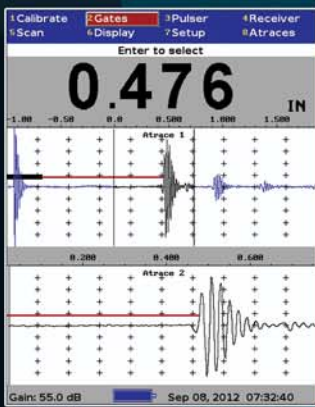 1Calibrate 2Gates 3Pulser 4Receiver
5Scan 6Display 7Setup 8Atraces
Enter to select
0.476 IN
-1.00 -0.50 0.0 0.50 1.000 1.500
Atrace 1
0.200 0.400 0.600
Atrace 2
Gain: 55.0 dB Sep 08, 2012 07:32:40